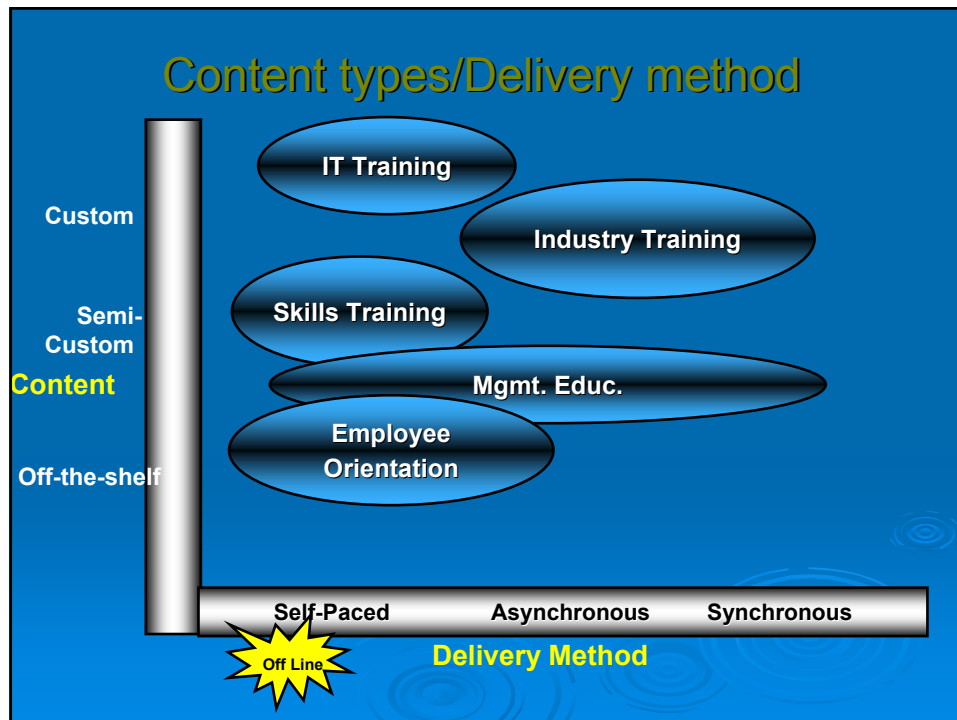 Content types/Delivery method
IT Training
Custom
Industry Training
Skills Training
Semi-
Custom
Content
Mgmt. Educ.
Employee
Orientation
Off-the-shelf
Self-Paced
Asynchronous
Synchronous
Off Line
Delivery Method